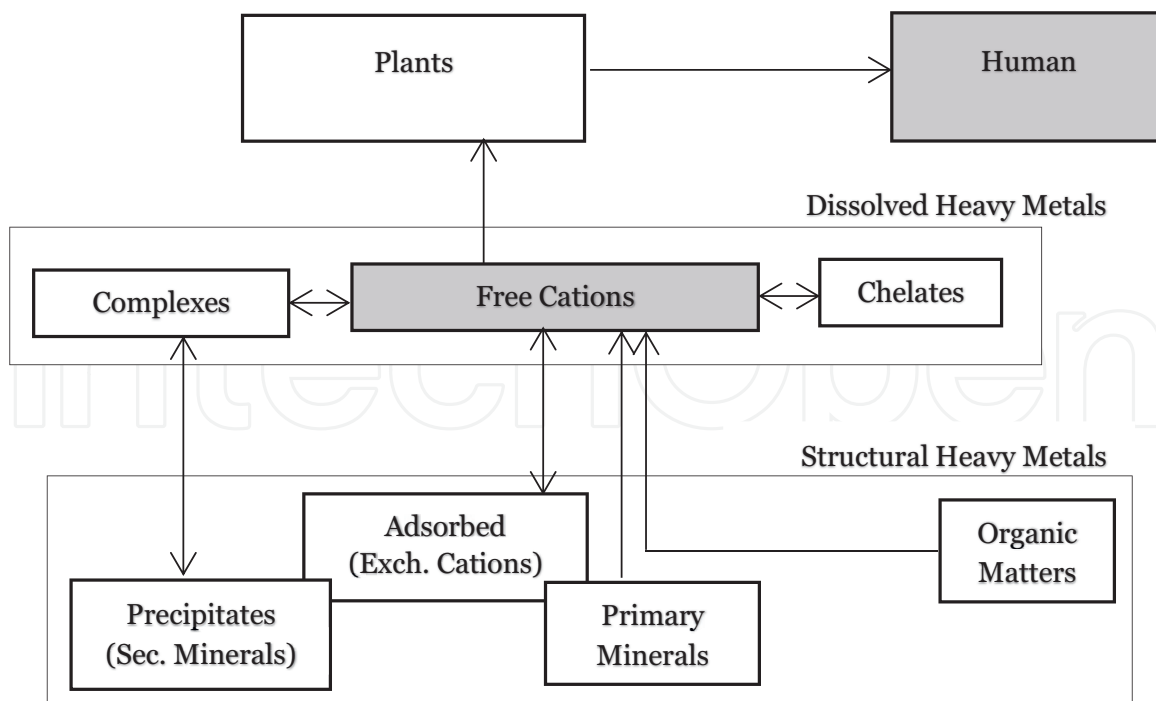 Plants
Human
Dissolved Heavy Metals
Complexes
Free Cations
Chelates
IntechOpen
Structural Heavy Metals
Adsorbed
(Exch. Cations)
Organic
Matters
Precipitates
(Sec. Minerals)
Primary
Minerals